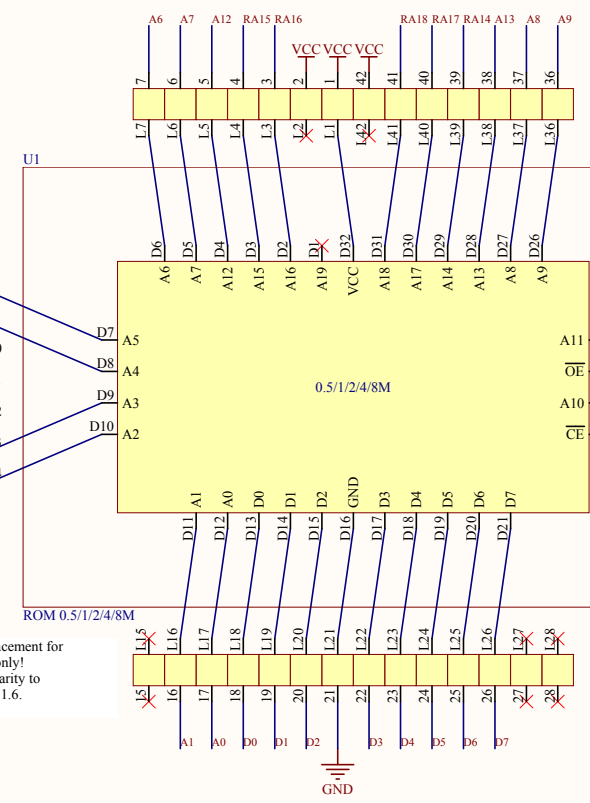 A6 A7 A12 RA15 RA16 RA18 RA17 RA14 A13 A8 A9
VCC VCC VCC
7 6 5 4 3 2 1 42 41 40 39 38 37 36
L7 L6 L5 L4 L3 L2 L1 L42 L41 L40 L39 L38 L37 L36
U1
D6 D5 D4 D3 D2 D1 D32 D31 D30 D29 D28 D27 D26
A6 A7 A12 A15 A16 A19 VCC A18 A17 A14 A13 A8 A9
D7 A5 A11
D8 A4 OE
0.5/1/2/4/8M
D9 A3 A10
D10 A2 CE
A1 A0 D0 D1 D2 GND D3 D4 D5 D6 D7
D11 D12 D13 D14 D15 D16 D17 D18 D19 D20 D21
ROM 0.5/1/2/4/8M
L15 L16 L17 L18 L19 L20 L21 L22 L23 L24 L25 L26 L27 L28
cement for
only!
arity to
1.6.
15 16 17 18 19 20 21 22 23 24 25 26 27 28
A1 A0 D0 D1 D2 D3 D4 D5 D6 D7
GND